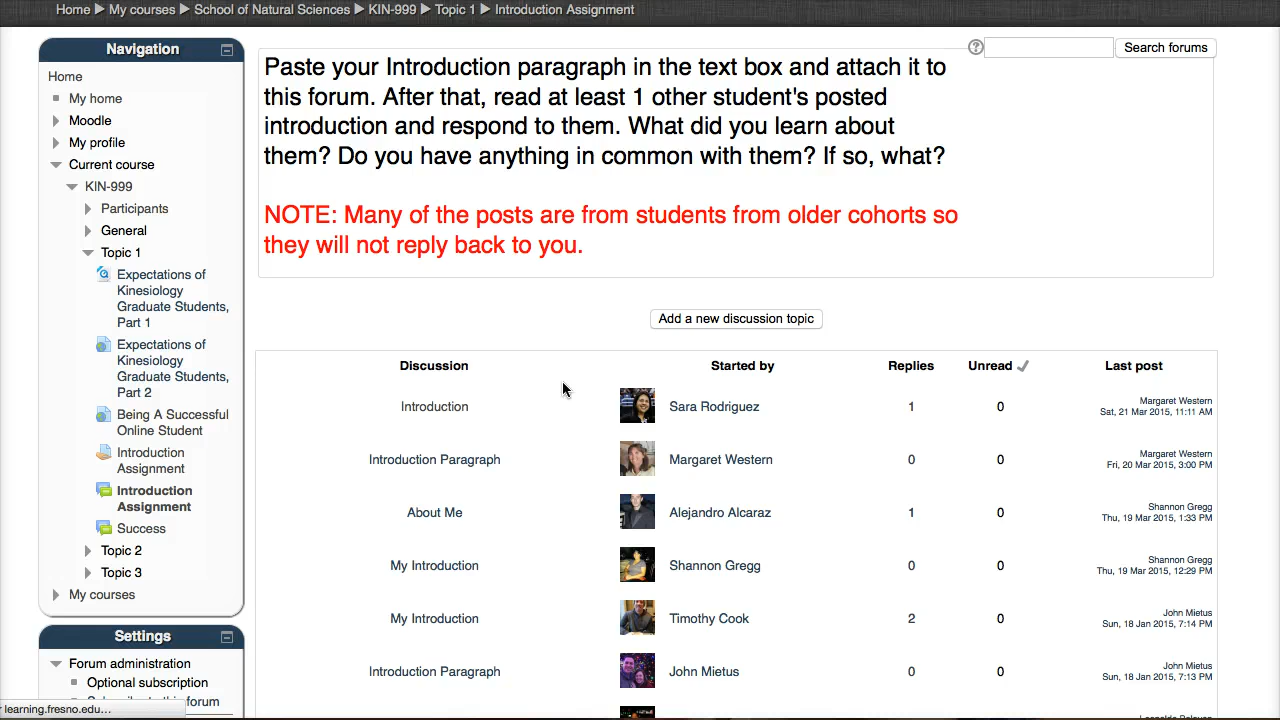 Home ▶ My courses ▶ School of Natural Sciences ▶ KIN-999 ▶ Topic 1 ▶ Introduction Assignment
Navigation
Home
My home
Moodle
My profile
Current course
KIN-999
Participants
General
Topic 1
Expectations of
Kinesiology
Graduate Students,
Part 1
Expectations of
Kinesiology
Graduate Students,
Part 2
Being A Successful
Online Student
Introduction
Assignment
Introduction
Assignment
Success
Topic 2
Topic 3
My courses
Settings
Forum administration
Optional subscription
Subscribe to this forum
learning.fresno.edu...
? Search forums
Paste your Introduction paragraph in the text box and attach it to
this forum. After that, read at least 1 other student's posted
introduction and respond to them. What did you learn about
them? Do you have anything in common with them? If so, what?
NOTE: Many of the posts are from students from older cohorts so
they will not reply back to you.
Add a new discussion topic
Discussion Started by Replies Unread ✓ Last post
Introduction Sara Rodriguez 1 0 Margaret Western
Sat, 21 Mar 2015, 11:11 AM
Introduction Paragraph Margaret Western 0 0 Margaret Western
Fri, 20 Mar 2015, 3:00 PM
About Me Alejandro Alcaraz 1 0 Shannon Gregg
Thu, 19 Mar 2015, 1:33 PM
My Introduction Shannon Gregg 0 0 Shannon Gregg
Thu, 19 Mar 2015, 12:29 PM
My Introduction Timothy Cook 2 0 John Mietus
Sun, 18 Jan 2015, 7:14 PM
Introduction Paragraph John Mietus 0 0 John Mietus
Sun, 18 Jan 2015, 7:13 PM